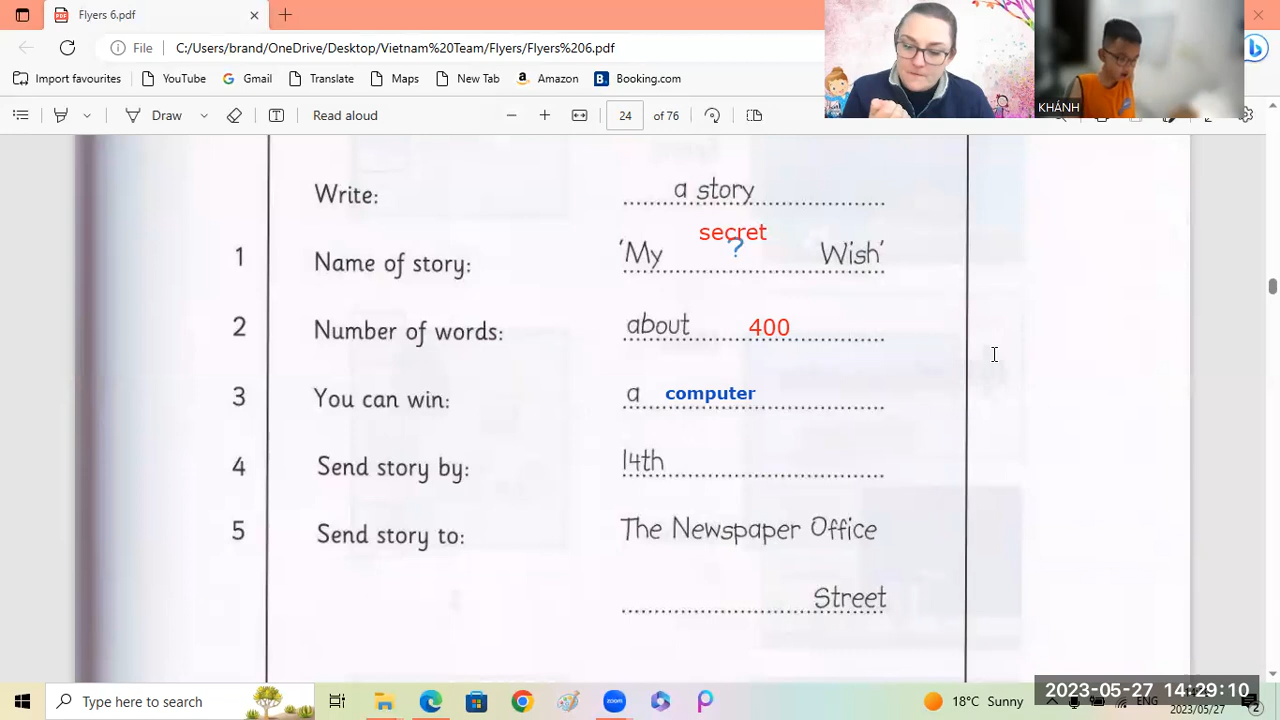 Flyers 6.pdf
File C:/Users/brand/OneDrive/Desktop/Vietnam%20Team/Flyers/Flyers%206.pdf
Import favourites YouTube Gmail Translate Maps New Tab Amazon Booking.com
Draw Read aloud 24 of 76
KHÁNH
Write: a story
secret
1 Name of story: 'My ? Wish'
2 Number of words: about 400
3 You can win: a computer
4 Send story by: 14th
5 Send story to: The Newspaper Office
Street
Type here to search 18°C Sunny ENG
2023-05-27 14:29:10
2023/05/27